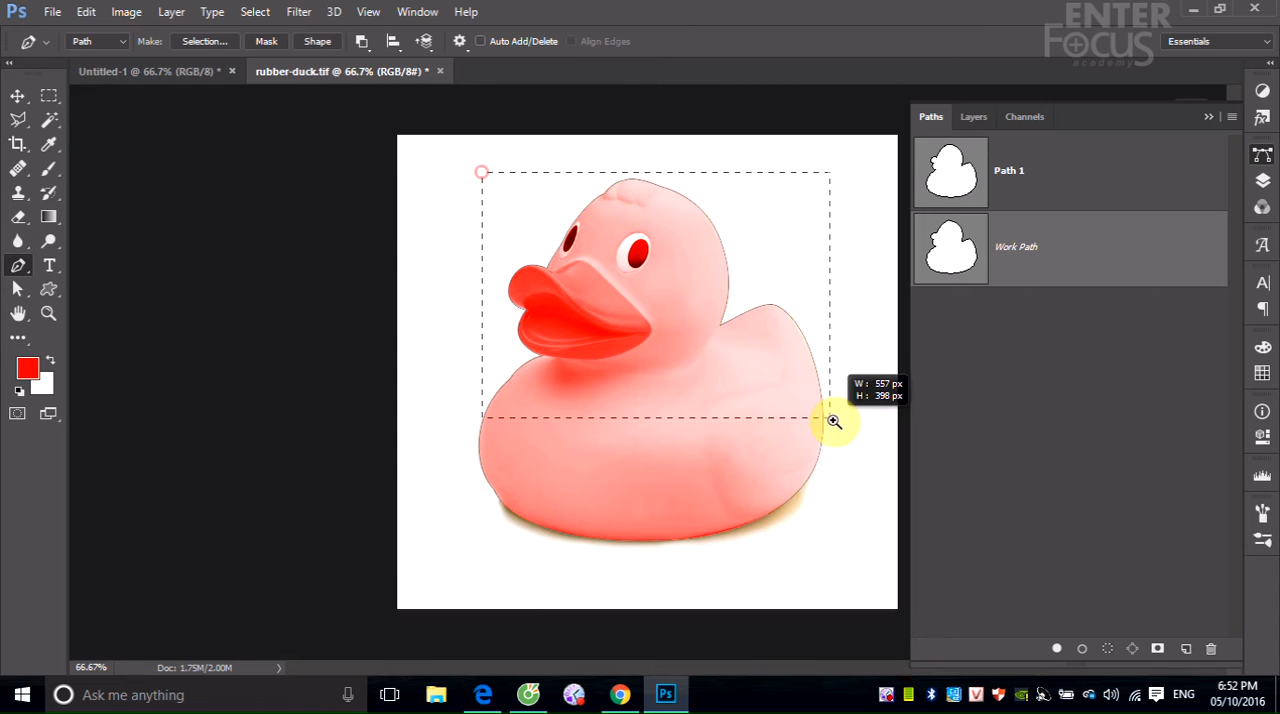 Ps File Edit Image Layer Type Select Filter 3D View Window Help
ENTER
FOCUS
academy
Path Make: Selection... Mask Shape Auto Add/Delete Align Edges Essentials
Untitled-1 @ 66.7% (RGB/8) * × rubber-duck.tif @ 66.7% (RGB/8#) * ×
Paths Layers Channels
Path 1
Work Path
W: 557 px
H: 398 px
66.67% Doc: 1.75M/2.00M
Ask me anything
Ps
ENG
6:52 PM
05/10/2016